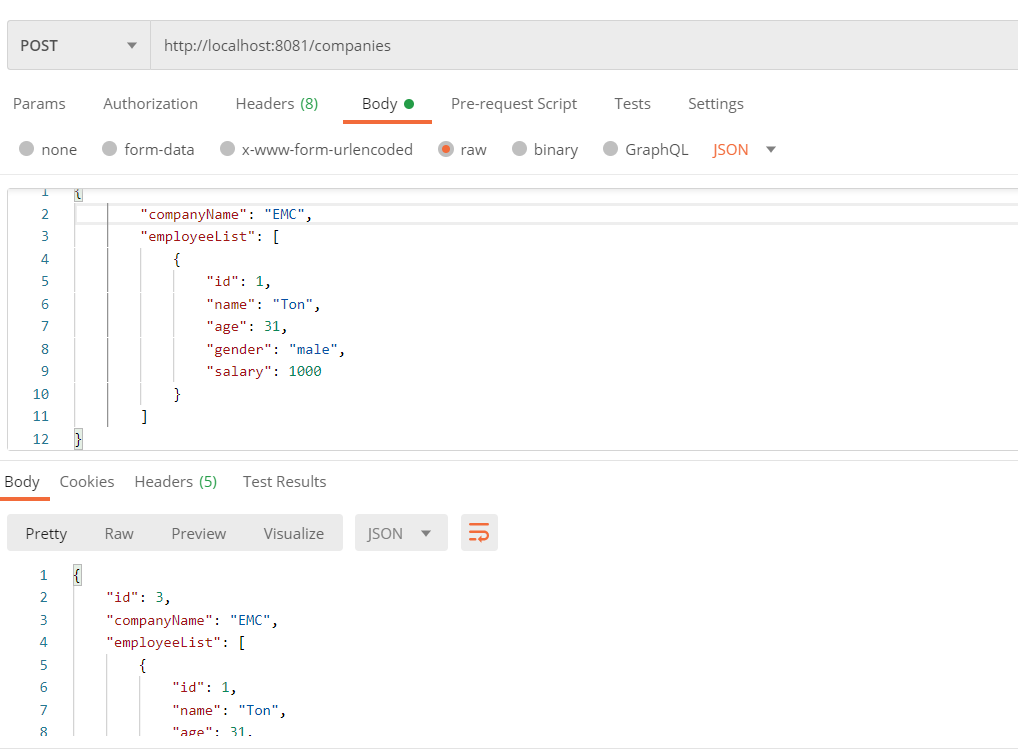 POST http://localhost:8081/companies
Params Authorization Headers (8) Body Pre-request Script Tests Settings
none form-data x-www-form-urlencoded raw binary GraphQL JSON
1 {
2 "companyName": "EMC",
3 "employeeList": [
4 {
5 "id": 1,
6 "name": "Ton",
7 "age": 31,
8 "gender": "male",
9 "salary": 1000
10 }
11 ]
12 }
Body Cookies Headers (5) Test Results
Pretty Raw Preview Visualize JSON
1 {
2 "id": 3,
3 "companyName": "EMC",
4 "employeeList": [
5 {
6 "id": 1,
7 "name": "Ton",
8 "age": 31,